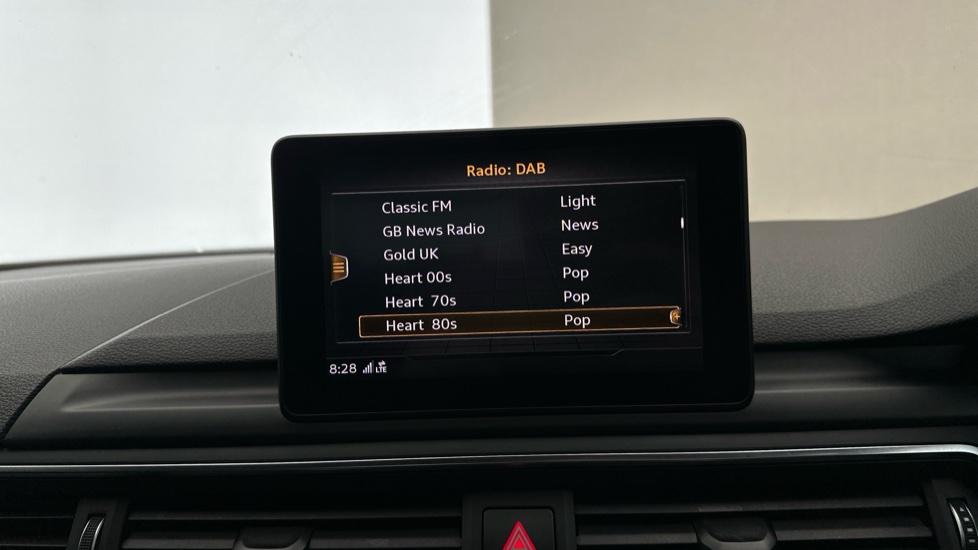 Radio: DAB
Classic FM Light
GB News Radio News
Gold UK Easy
Heart 00s Pop
Heart 70s Pop
Heart 80s Pop
8:28 LTE